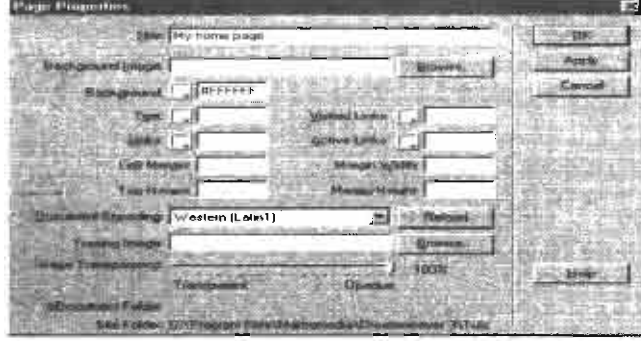 Page Properties
Title: My home page
Background Image: Browse...
Background: #FFFFFF
Text: Visited Links:
Links: Active Links:
Left Margin: Margin Width:
Top Margin: Margin Height:
Document Encoding: Western (Latin1) Reload
Tracing Image: Browse...
Image Transparency: 100%
Transparent Opaque
Document Folder:
Site Folder:
OK
Apply
Cancel
Help